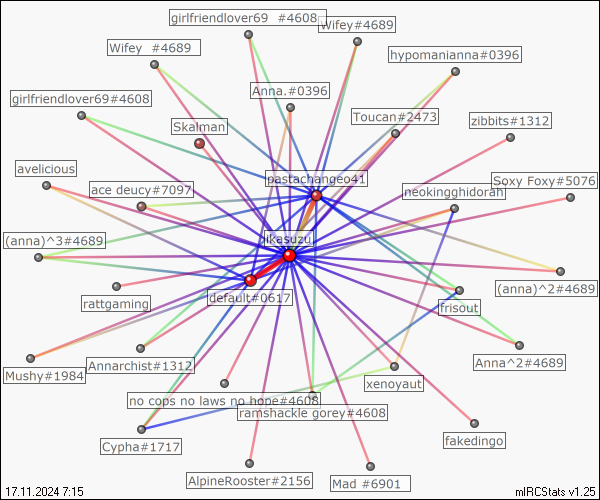 girlfriendlover69  #4608
Wifey#4689
Wifey  #4689
hypomanianna#0396
girlfriendlover69#4608
Anna.#0396
Toucan#2473
zibbits#1312
Skalman
avelicious
pastachangeo41
ace deucy#7097
neokingghidorah
Soxy Foxy#5076
(anna)^3#4689
likesuzu
(anna)^2#4689
rattgaming
default#0617
frisout
Annarchist#1312
Anna^2#4689
Mushy#1984
xenoyaut
no cops no laws no hope#4608
ramshackle gorey#4608
Cypha#1717
fakedingo
AlpineRooster#2156
Mad #6901
17.11.2024 7:15
mIRCStats v1.25